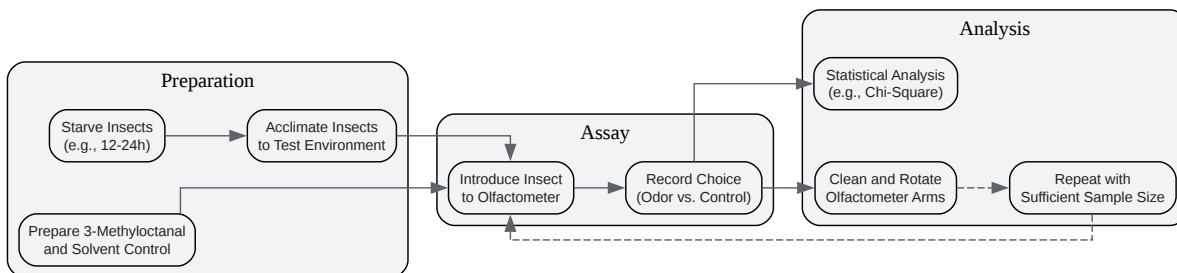 Preparation
Starve Insects
(e.g., 12-24h)
Acclimate Insects
to Test Environment
Prepare 3-Methyloctanal
and Solvent Control
Assay
Introduce Insect
to Olfactometer
Record Choice
(Odor vs. Control)
Analysis
Statistical Analysis
(e.g., Chi-Square)
Clean and Rotate
Olfactometer Arms
Repeat with
Sufficient Sample Size